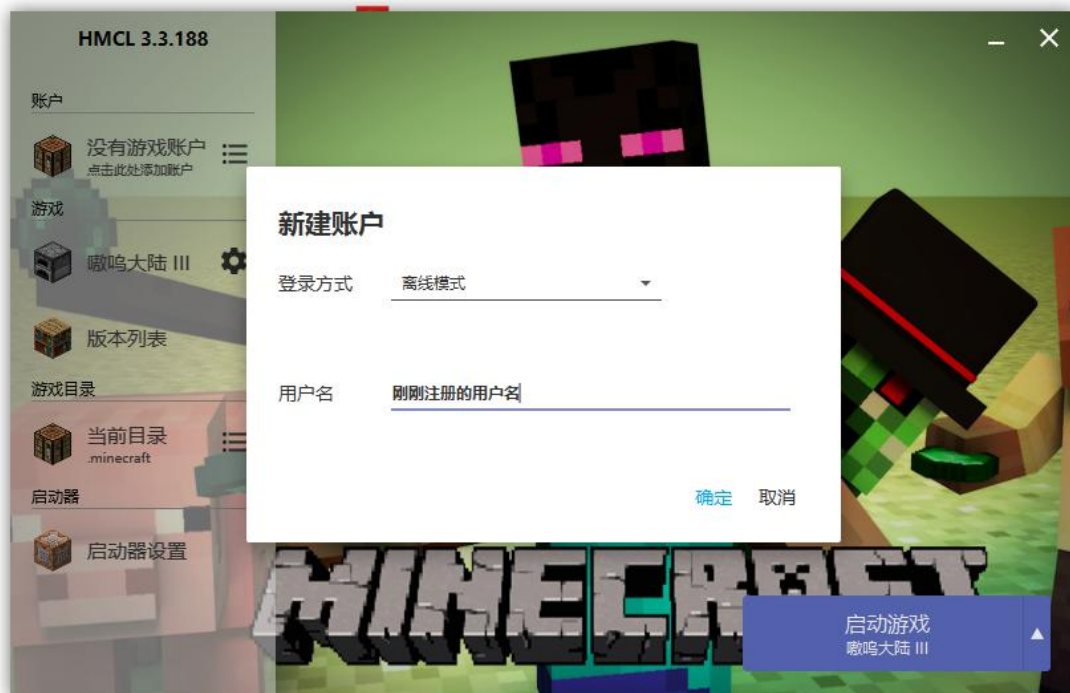 HMCL 3.3.188
账户
没有游戏账户
点击此处添加账户
游戏
嗷呜大陆 III
版本列表
游戏目录
当前目录
.minecraft
启动器
启动器设置
新建账户
登录方式 离线模式
用户名 刚刚注册的用户名
确定 取消
MINECRAFT
启动游戏
嗷呜大陆 III